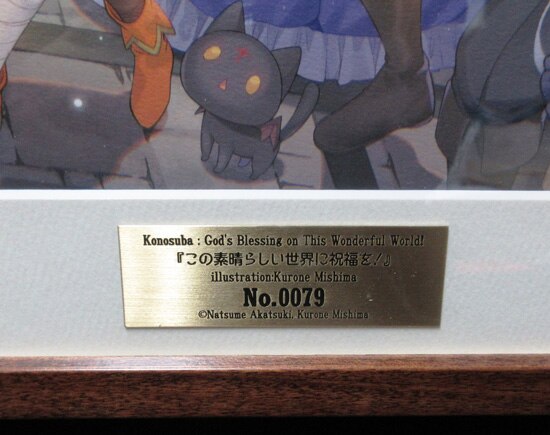 Konosuba : God's Blessing on This Wonderful World!
『この素晴らしい世界に祝福を!』
illustration:Kurone Mishima
No.0079
©Natsume Akatsuki, Kurone Mishima